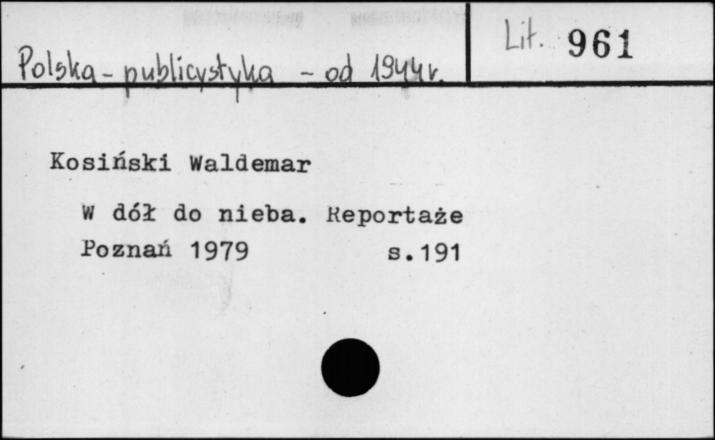 Polska - publicystyka - od 1944 r.
Lit. 961
Kosiński Waldemar
W dół do nieba. Reportaże
Poznań 1979 s.191